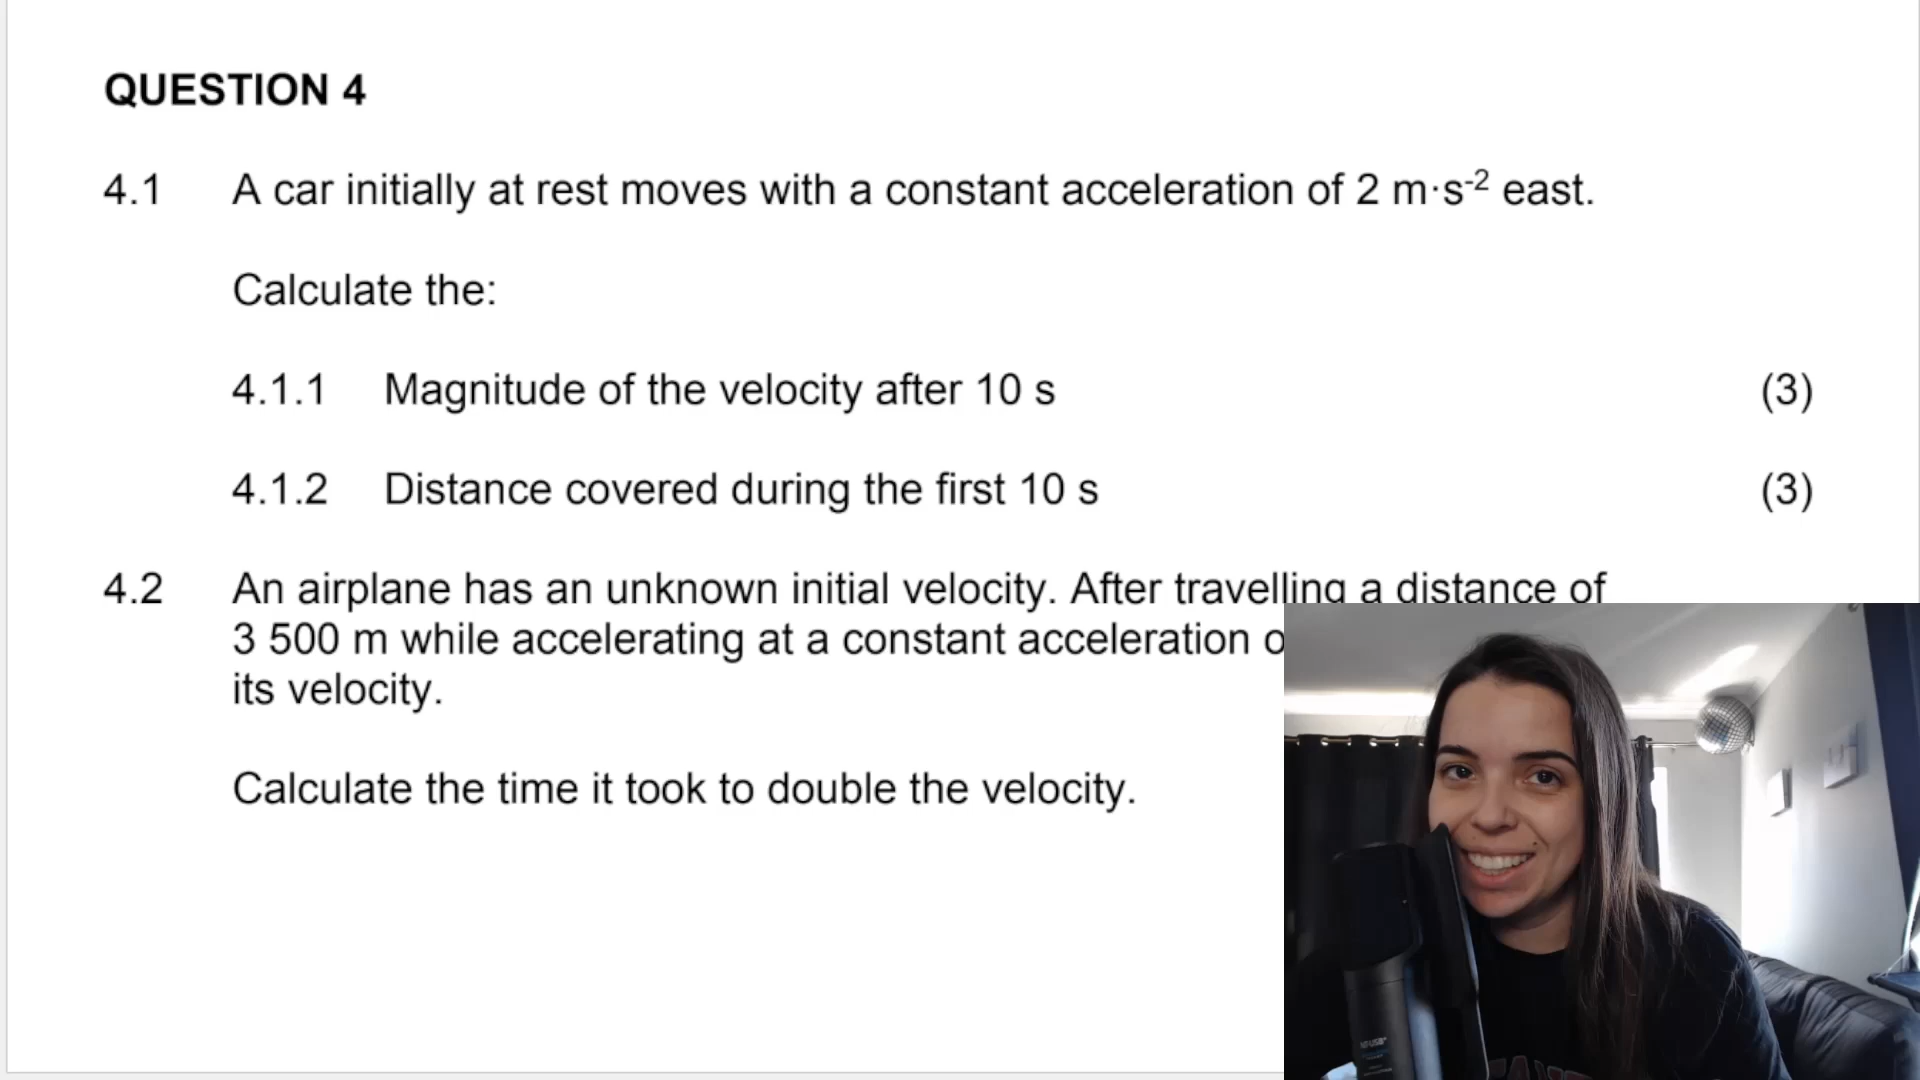 QUESTION 4
4.1 A car initially at rest moves with a constant acceleration of 2 m·s⁻² east.
Calculate the:
4.1.1 Magnitude of the velocity after 10 s (3)
4.1.2 Distance covered during the first 10 s (3)
4.2 An airplane has an unknown initial velocity. After travelling a distance of
3 500 m while accelerating at a constant acceleration
its velocity.
Calculate the time it took to double the velocity.
NT-USB+